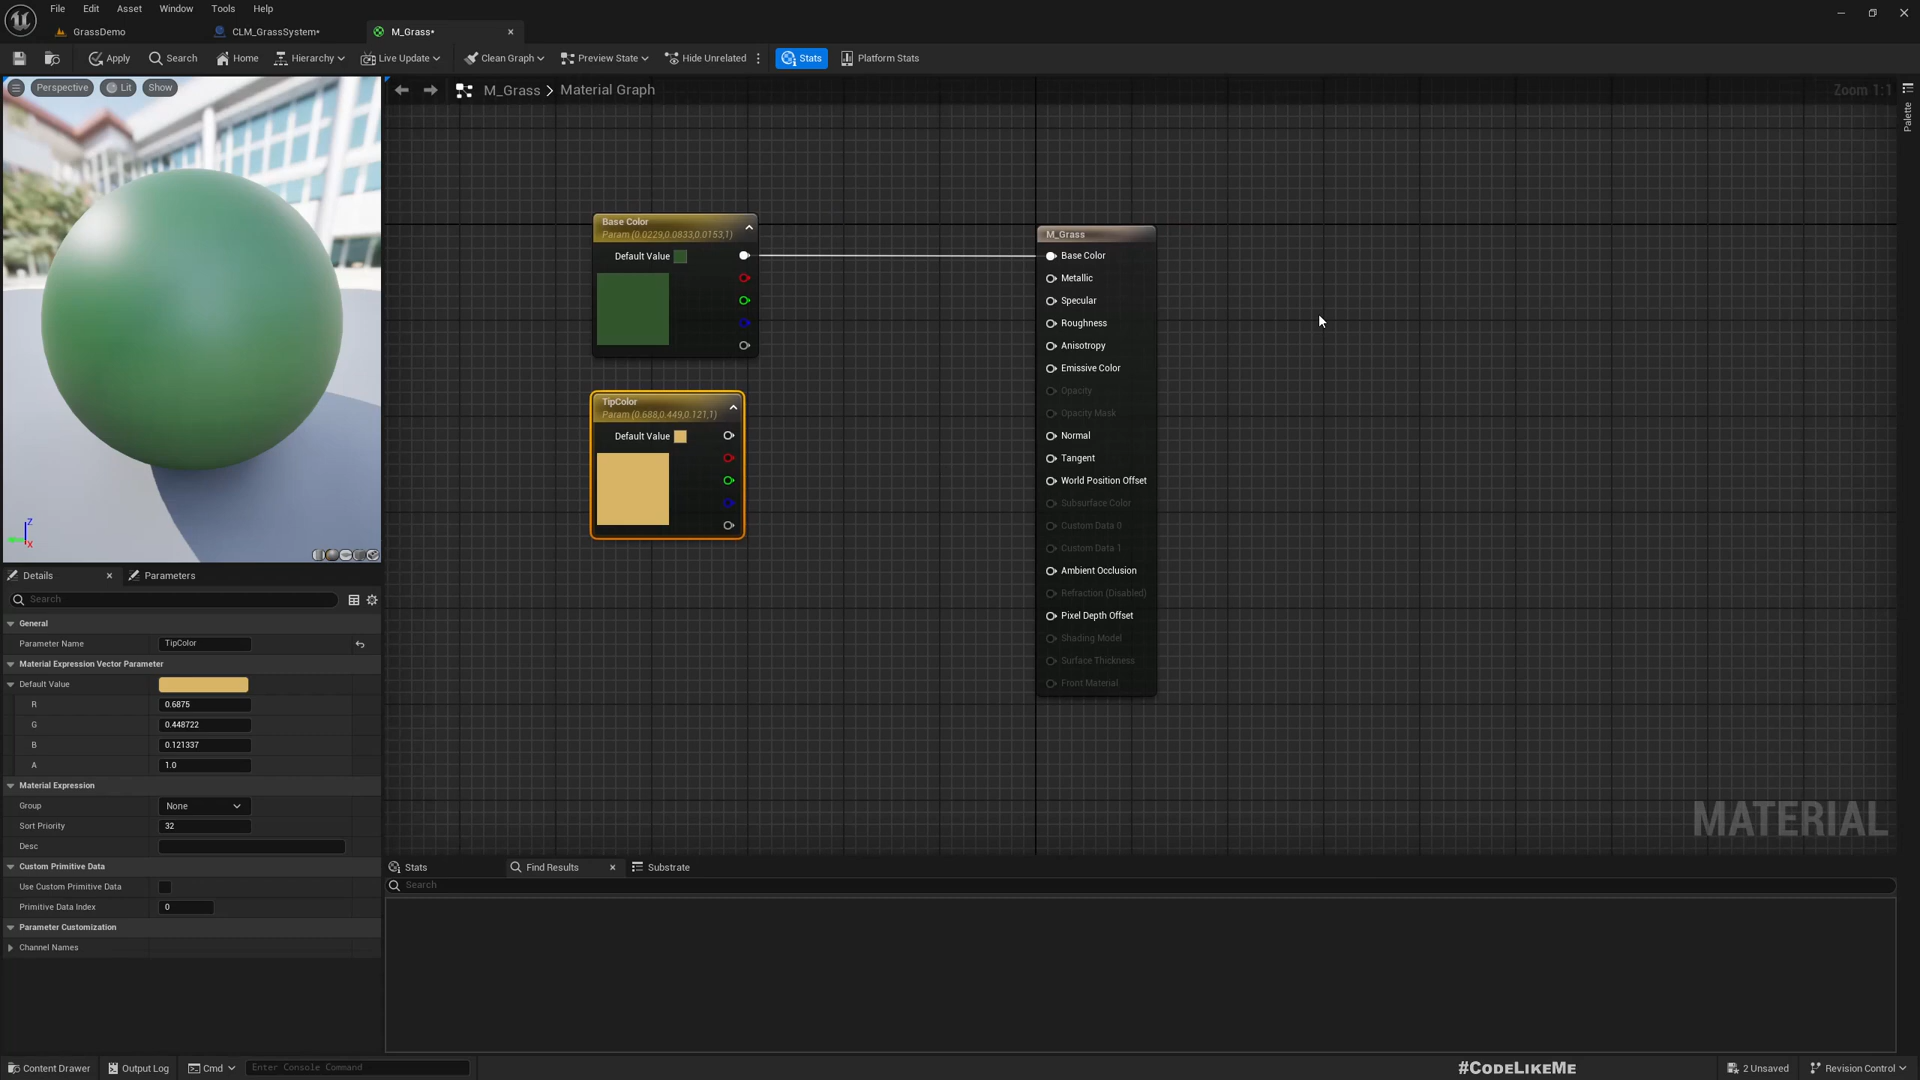 File Edit Asset Window Tools Help
GrassDemo CLM_GrassSystem* M_Grass*
Apply Search Home Hierarchy Live Update Clean Graph Preview State Hide Unrelated Stats Platform Stats
Perspective Lit Show
M_Grass > Material Graph
Zoom 1:1
Palette
Base Color
Param (0.0229,0.0833,0.0153,1)
Default Value
TipColor
Param (0.688,0.449,0.121,1)
Default Value
M_Grass
Base Color
Metallic
Specular
Roughness
Anisotropy
Emissive Color
Opacity
Opacity Mask
Normal
Tangent
World Position Offset
Subsurface Color
Custom Data 0
Custom Data 1
Ambient Occlusion
Refraction (Disabled)
Pixel Depth Offset
Shading Model
Surface Thickness
Front Material
MATERIAL
Z
X
Details Parameters
Search
General
Parameter Name TipColor
Material Expression Vector Parameter
Default Value
R 0.6875
G 0.448722
B 0.121337
A 1.0
Material Expression
Group None
Sort Priority 32
Desc
Custom Primitive Data
Use Custom Primitive Data
Primitive Data Index 0
Parameter Customization
Channel Names
Stats Find Results Substrate
Search
Content Drawer Output Log Cmd Enter Console Command
#CODELIKEME
2 Unsaved Revision Control